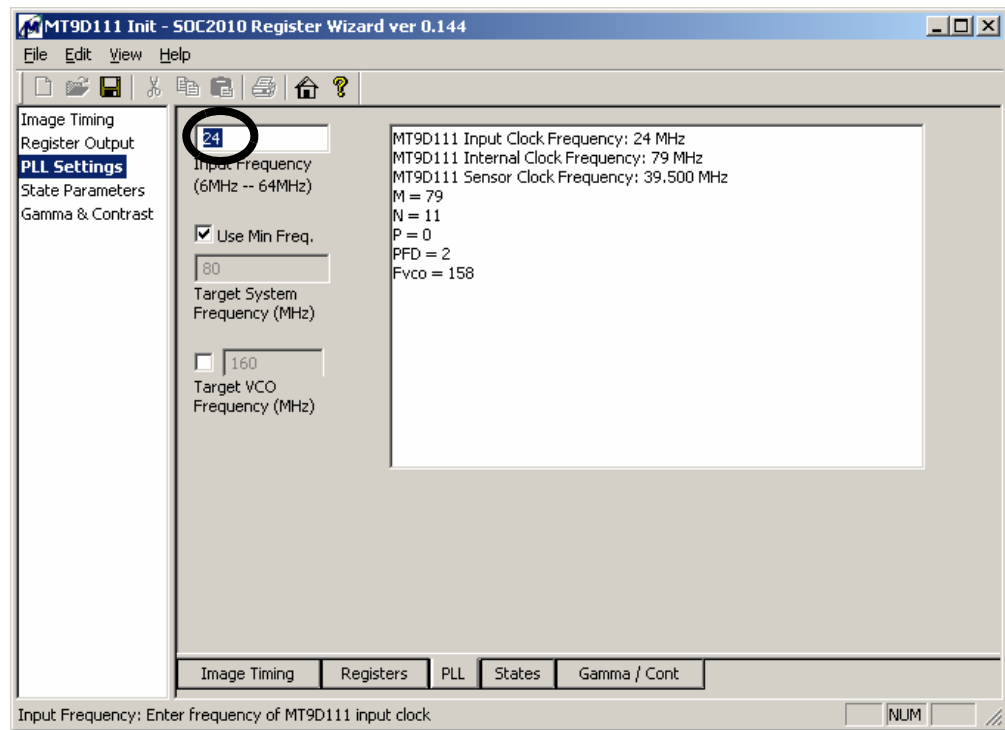 MT9D111 Init - SOC2010 Register Wizard ver 0.144
File Edit View Help
Image Timing
Register Output
PLL Settings
State Parameters
Gamma & Contrast
24
Input Frequency
(6MHz -- 64MHz)
Use Min Freq.
80
Target System
Frequency (MHz)
160
Target VCO
Frequency (MHz)
MT9D111 Input Clock Frequency: 24 MHz
MT9D111 Internal Clock Frequency: 79 MHz
MT9D111 Sensor Clock Frequency: 39.500 MHz
M = 79
N = 11
P = 0
PFD = 2
Fvco = 158
Image Timing Registers PLL States Gamma / Cont
Input Frequency: Enter frequency of MT9D111 input clock NUM